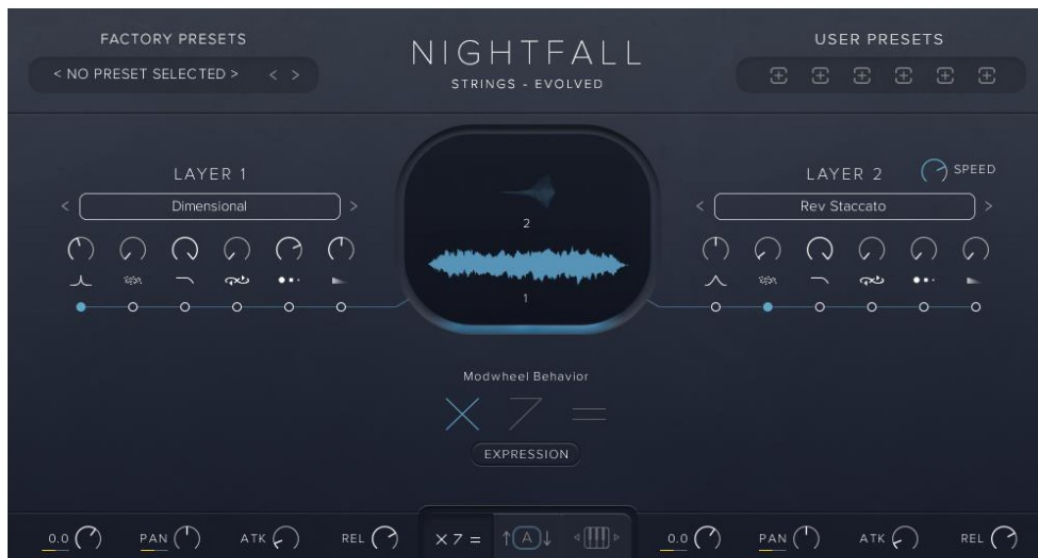 FACTORY PRESETS
< NO PRESET SELECTED > < >
NIGHTFALL
STRINGS - EVOLVED
USER PRESETS
LAYER 1
< Dimensional >
LAYER 2
SPEED
< Rev Staccato >
2
1
Modwheel Behavior
EXPRESSION
0.0 PAN ATK REL × 7 = ↑ A ↓ 0.0 PAN ATK REL